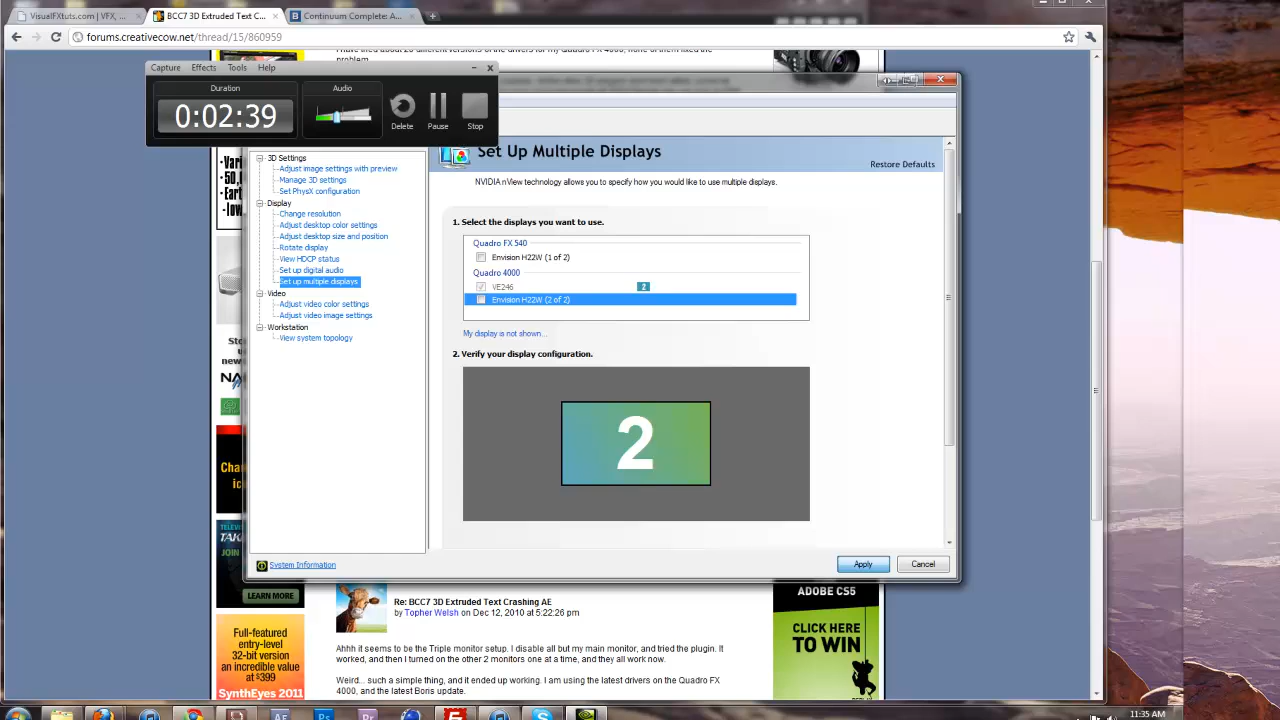 VisualFXtuts.com | VFX, ...
BCC7 3D Extruded Text C...
Continuum Complete: A...
forums.creativecow.net/thread/15/860959
problem.
Capture Effects Tools Help
Duration
Audio
0:02:39
Delete
Pause
Stop
3D Settings
Adjust image settings with preview
Manage 3D settings
Set PhysX configuration
Display
Change resolution
Adjust desktop color settings
Adjust desktop size and position
Rotate display
View HDCP status
Set up digital audio
Set up multiple displays
Video
Adjust video color settings
Adjust video image settings
Workstation
View system topology
System Information
Set Up Multiple Displays
Restore Defaults
NVIDIA nView technology allows you to specify how you would like to use multiple displays.
1. Select the displays you want to use.
Quadro FX 540
Envision H22W (1 of 2)
Quadro 4000
VE246 2
Envision H22W (2 of 2)
My display is not shown...
2. Verify your display configuration.
2
Apply
Cancel
LEARN MORE
Full-featured
entry-level
32-bit version
an incredible
value at $399
SynthEyes 2011
Re: BCC7 3D Extruded Text Crashing AE
by Topher Welsh on Dec 12, 2010 at 5:22:26 pm
Ahhh it seems to be the Triple monitor setup. I disable all but my main monitor, and tried the plugin. It
worked, and then I turned on the other 2 monitors one at a time, and they all work now.
Weird... such a simple thing, and it ended up working. I am using the latest drivers on the Quadro FX
4000, and the latest Boris update.
ADOBE CS5
CLICK HERE
TO WIN
11:35 AM